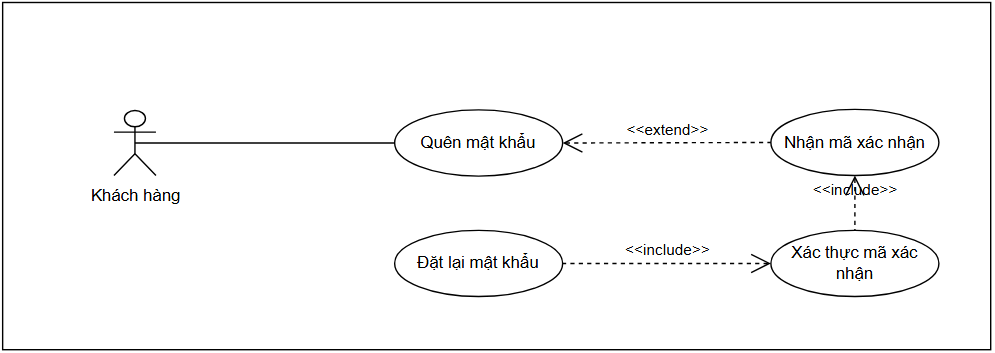 Quên mật khẩu
<<extend>>
Nhận mã xác nhận
Khách hàng
<<include>>
Đặt lại mật khẩu
<<include>>
Xác thực mã xác
nhận